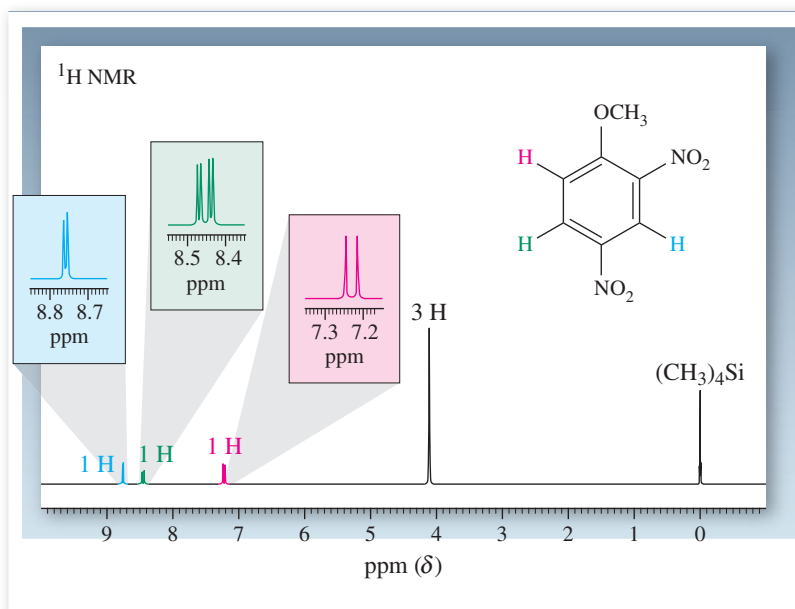 ¹H NMR
OCH₃
H
NO₂
H
H
NO₂
8.5 8.4
ppm
8.8 8.7
ppm
7.3 7.2
ppm
3 H
(CH₃)₄Si
1 H
1 H
1 H
9 8 7 6 5 4 3 2 1 0
ppm (δ)